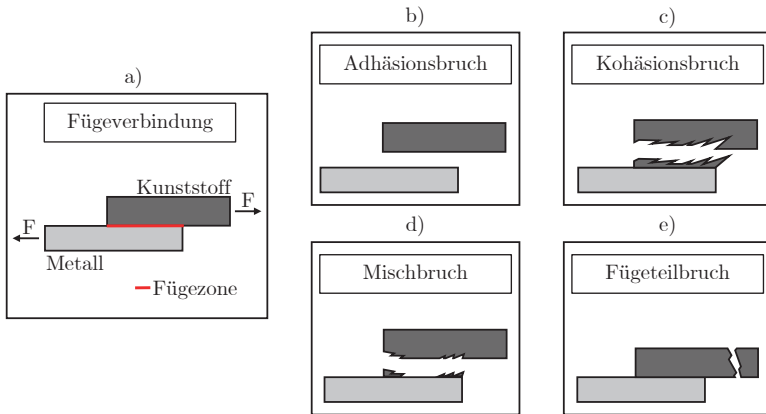 a)
Fügeverbindung
Kunststoff
F
F
Metall
Fügezone
b)
Adhäsionsbruch
c)
Kohäsionsbruch
d)
Mischbruch
e)
Fügeteilbruch